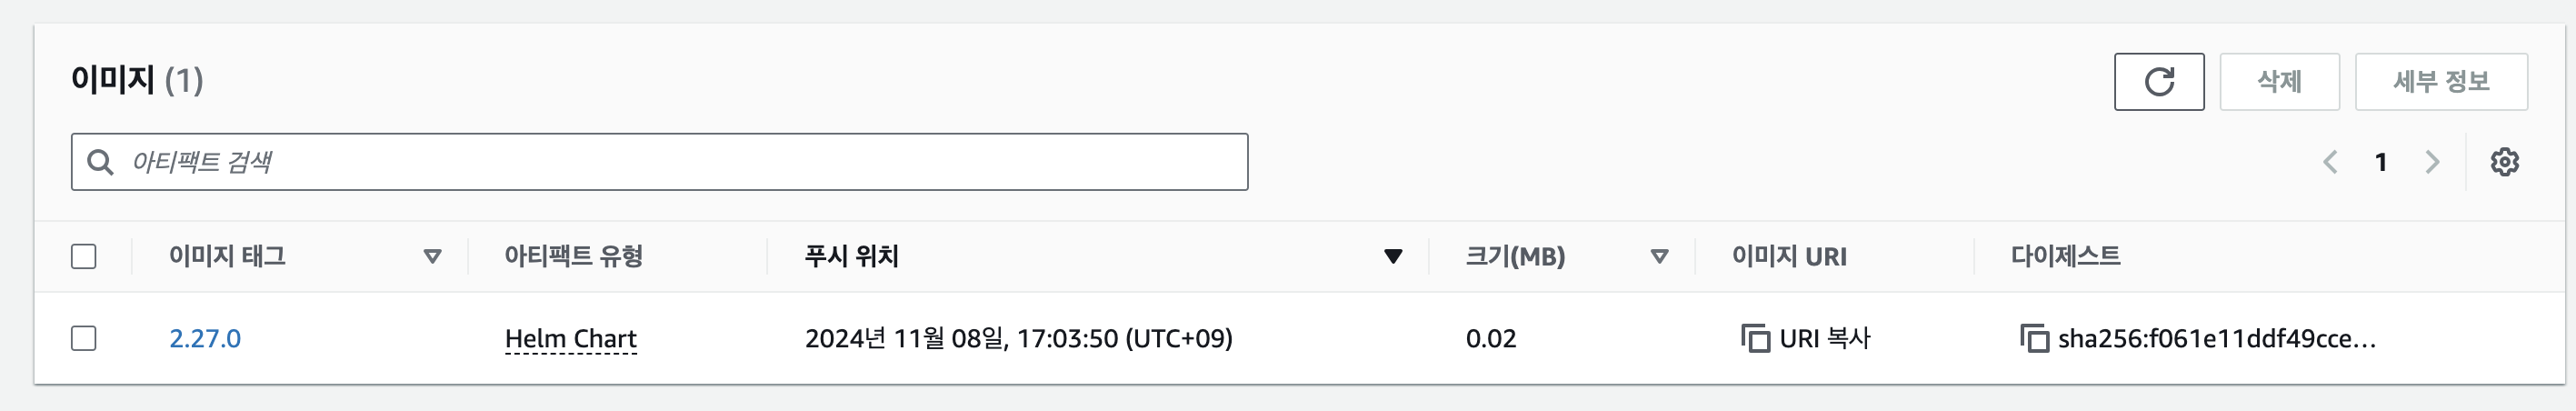 이미지 (1)
삭제
세부 정보
아티팩트 검색
1
이미지 태그 아티팩트 유형 푸시 위치 크기(MB) 이미지 URI 다이제스트
2.27.0 Helm Chart 2024년 11월 08일, 17:03:50 (UTC+09) 0.02 URI 복사 sha256:f061e11ddf49cce...